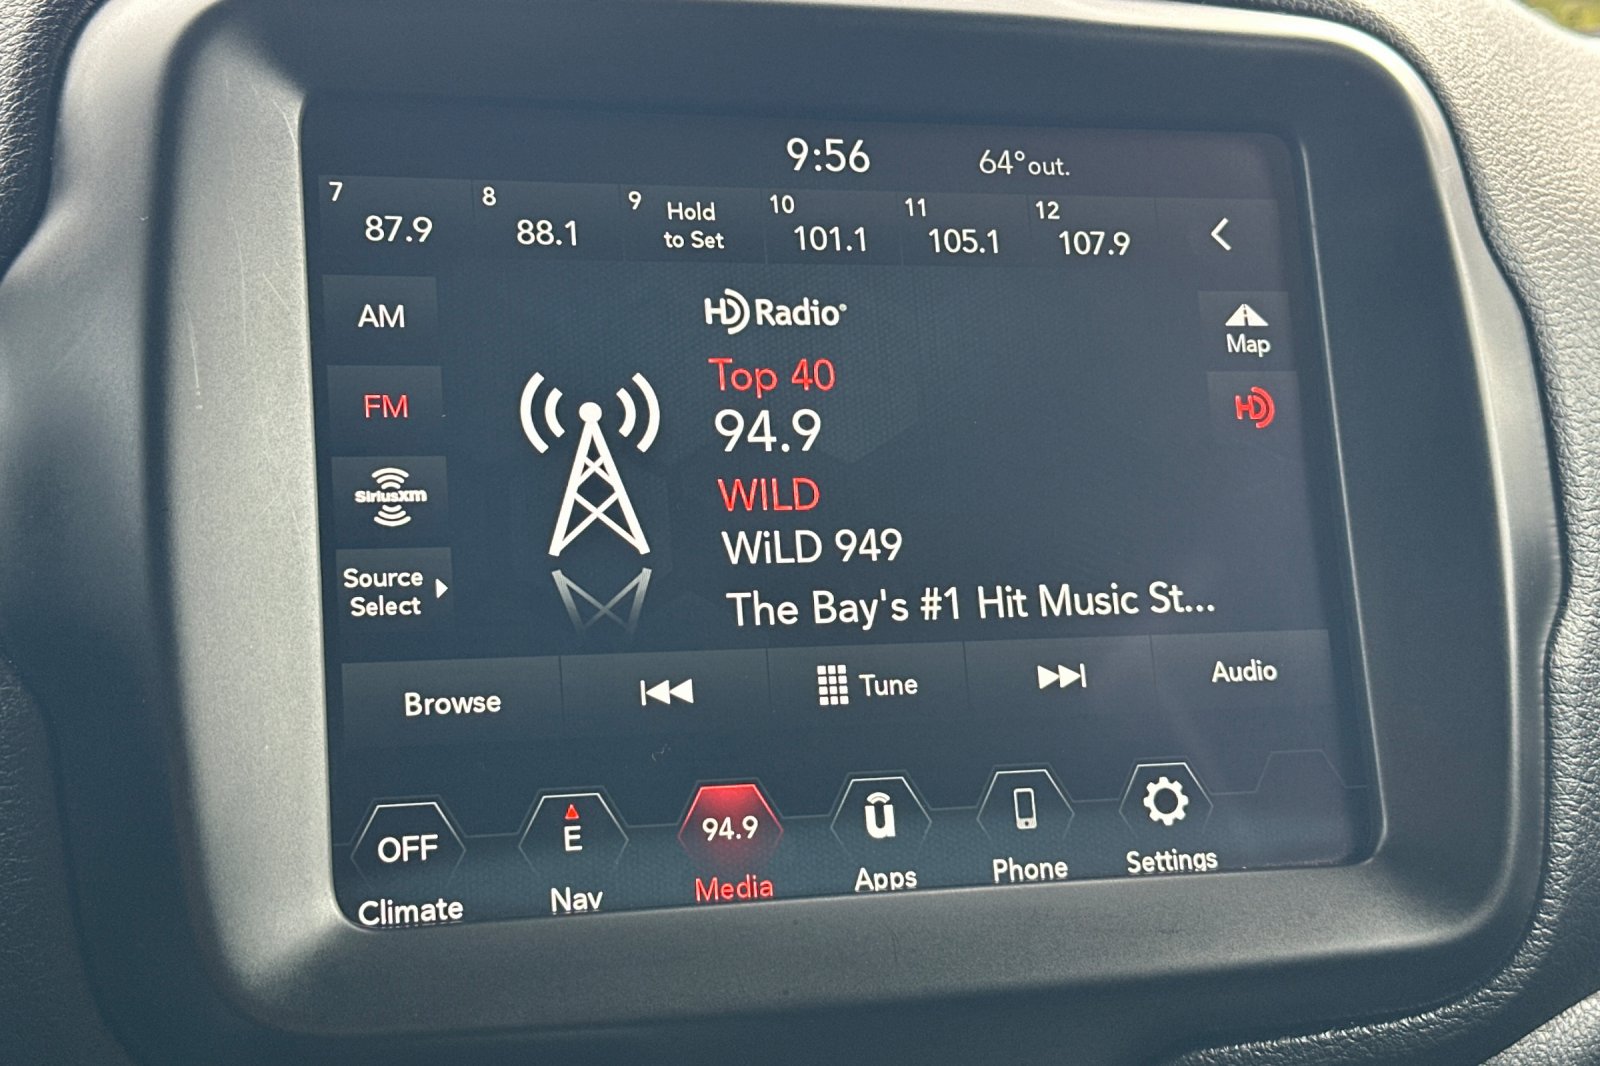 9:56 64°out.
7 87.9 8 88.1 9 Hold to Set 10 101.1 11 105.1 12 107.9
AM
HD Radio®
Map
Top 40
FM
94.9
HD
SiriusXM
WILD
WiLD 949
Source
Select
The Bay's #1 Hit Music St...
Browse Tune Audio
OFF E 94.9 u
Climate Nav Media Apps Phone Settings